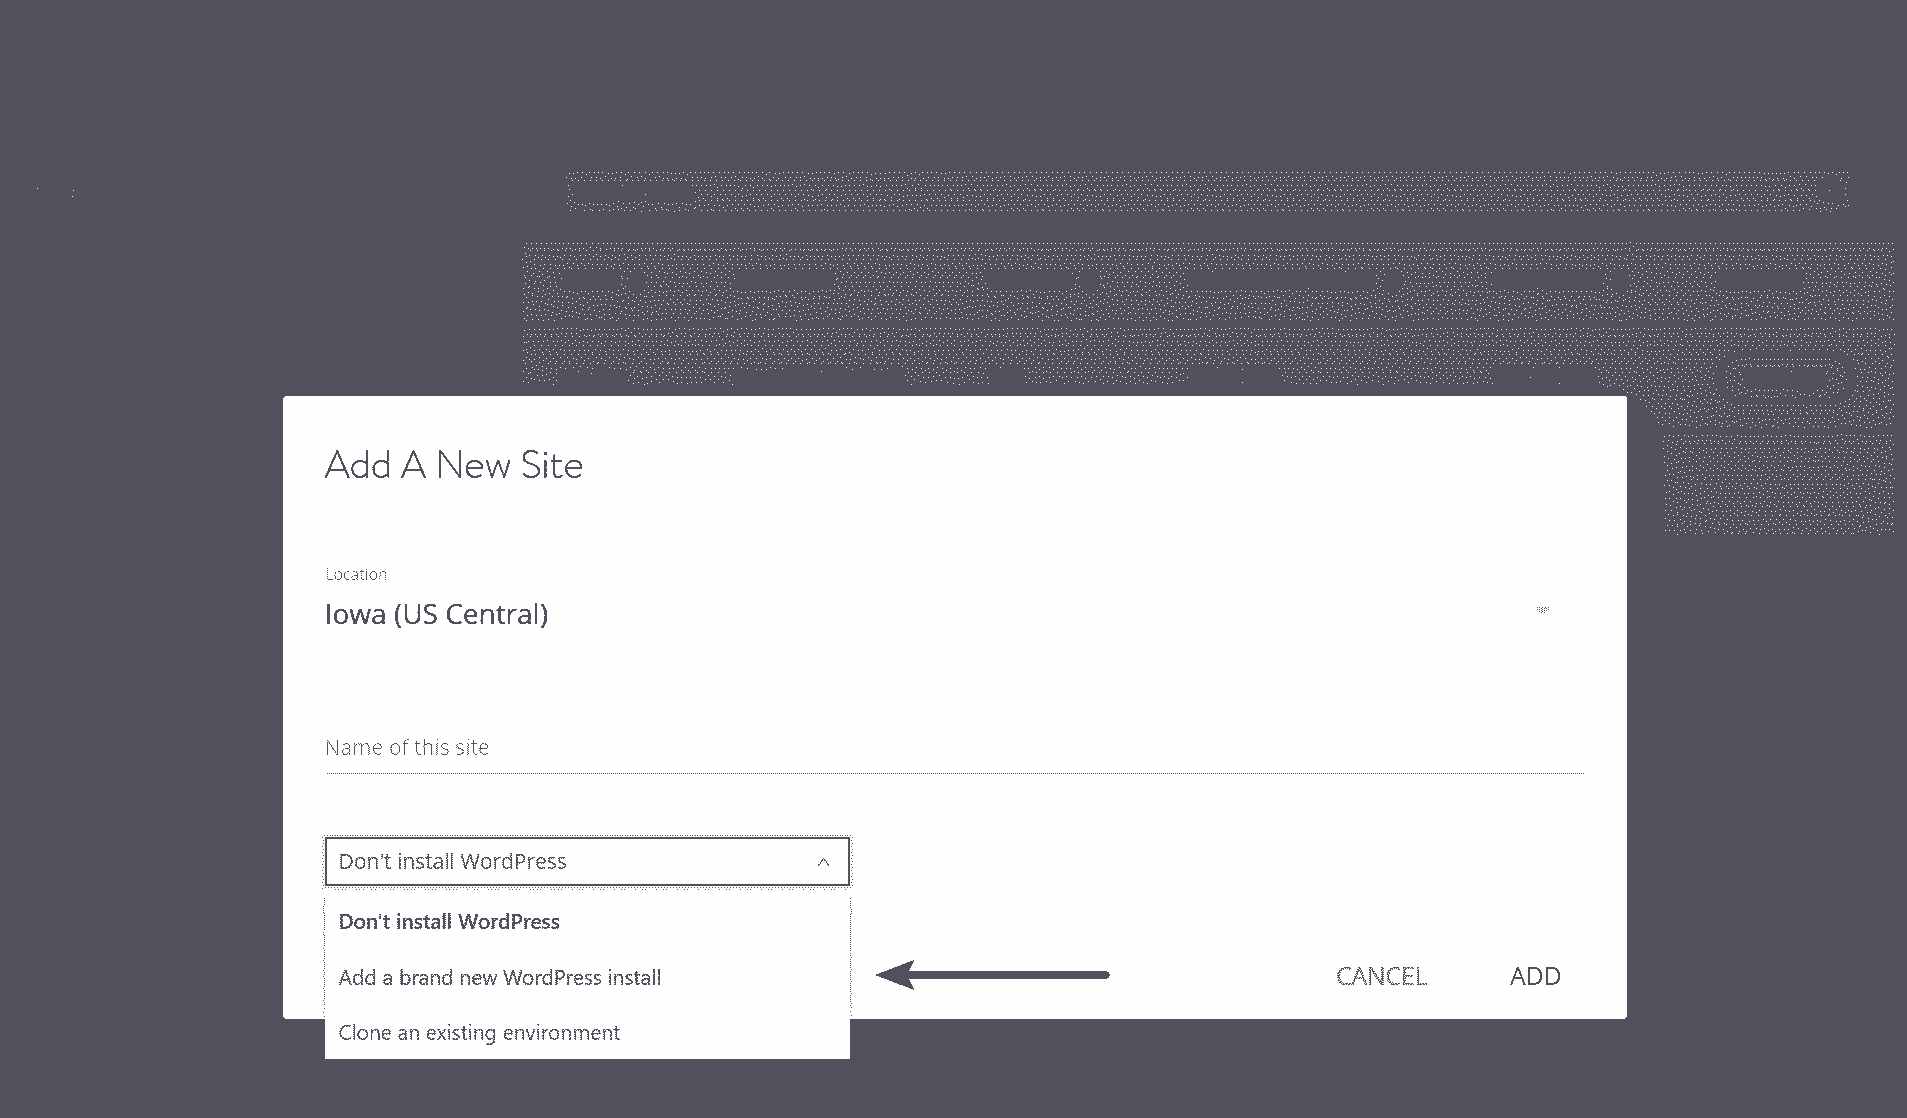 Add A New Site
Location
Iowa (US Central)
Name of this site
Don't install WordPress
Don't install WordPress
Add a brand new WordPress install
Clone an existing environment
CANCEL
ADD